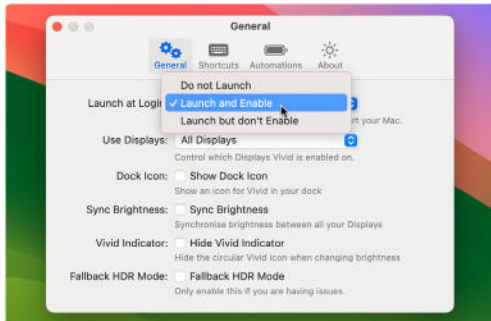 General
General Shortcuts Automations About
Do not Launch
Launch at Login ✓ Launch and Enable
rt your Mac.
Launch but don't Enable
Use Displays: All Displays
Control which Displays Vivid is enabled on.
Dock Icon: Show Dock Icon
Show an icon for Vivid in your dock
Sync Brightness: Sync Brightness
Synchronise brightness between all your Displays
Vivid Indicator: Hide Vivid Indicator
Hide the circular Vivid icon when changing brightness
Fallback HDR Mode: Fallback HDR Mode
Only enable this if you are having issues.